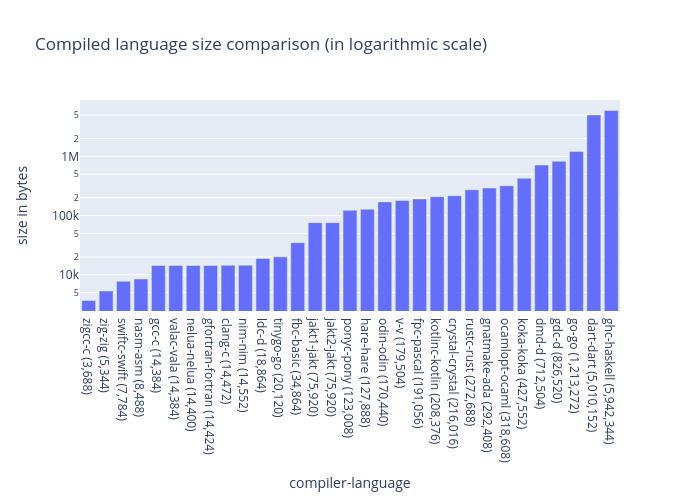 Compiled language size comparison (in logarithmic scale)
size in bytes
5
2
1M
5
2
100k
5
2
10k
5
zigcc-c (3,688)
zig-zig (5,344)
swiftc-swift (7,784)
nasm-asm (8,488)
gcc-c (14,384)
valac-vala (14,384)
nelua-nelua (14,400)
gfortran-fortran (14,424)
clang-c (14,472)
nim-nim (14,552)
ldc-d (18,864)
tinygo-go (20,120)
fbc-basic (34,864)
jakt1-jakt (75,920)
jakt2-jakt (75,920)
ponyc-pony (123,008)
hare-hare (127,888)
odin-odin (170,440)
v-v (179,504)
fpc-pascal (191,056)
kotlinc-kotlin (208,376)
crystal-crystal (216,016)
rustc-rust (272,688)
gnatmake-ada (292,408)
ocamlopt-ocaml (318,608)
koka-koka (427,552)
dmd-d (712,504)
gdc-d (826,520)
go-go (1,213,272)
dart-dart (5,010,152)
ghc-haskell (5,942,344)
compiler-language